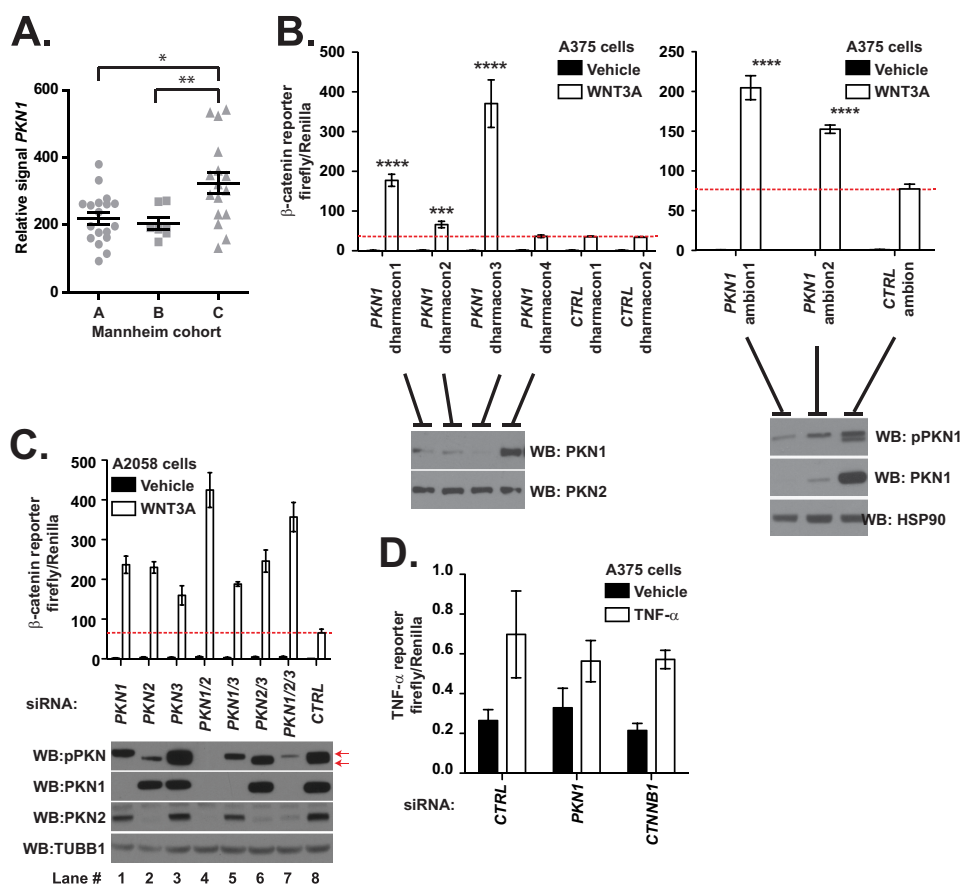 A.
*
**
Relative signal PKN1
600
400
200
0
A
B
C
Mannheim cohort
B.
β-catenin reporter
firefly/Renilla
500
400
300
200
100
0
A375 cells
Vehicle
WNT3A
****
***
****
PKN1
dharmacon1
PKN1
dharmacon2
PKN1
dharmacon3
PKN1
dharmacon4
CTRL
dharmacon1
CTRL
dharmacon2
WB: PKN1
WB: PKN2
250
200
150
100
50
0
A375 cells
Vehicle
WNT3A
****
****
PKN1
ambion1
PKN1
ambion2
CTRL
ambion
WB: pPKN1
WB: PKN1
WB: HSP90
C.
β-catenin reporter
firefly/Renilla
500
400
300
200
100
0
A2058 cells
Vehicle
WNT3A
siRNA:
PKN1
PKN2
PKN3
PKN1/2
PKN1/3
PKN2/3
PKN1/2/3
CTRL
WB:pPKN
WB:PKN1
WB:PKN2
WB:TUBB1
Lane # 1 2 3 4 5 6 7 8
D.
TNF-α reporter
firefly/Renilla
1.0
0.8
0.6
0.4
0.2
0.0
A375 cells
Vehicle
TNF-α
siRNA:
CTRL
PKN1
CTNNB1